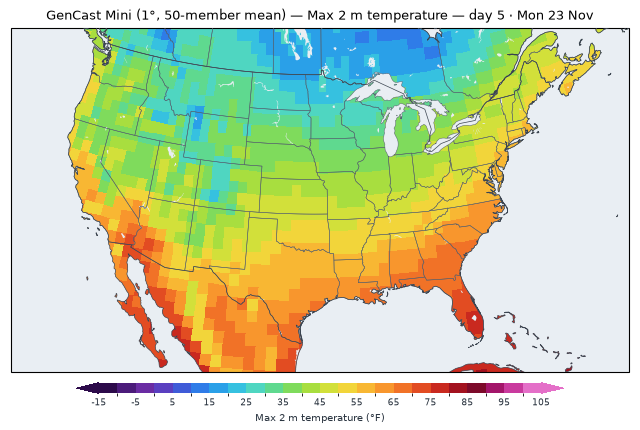 GenCast Mini (1°, 50-member mean) — Max 2 m temperature — day 5 · Mon 23 Nov
-15 -5 5 15 25 35 45 55 65 75 85 95 105
Max 2 m temperature (°F)